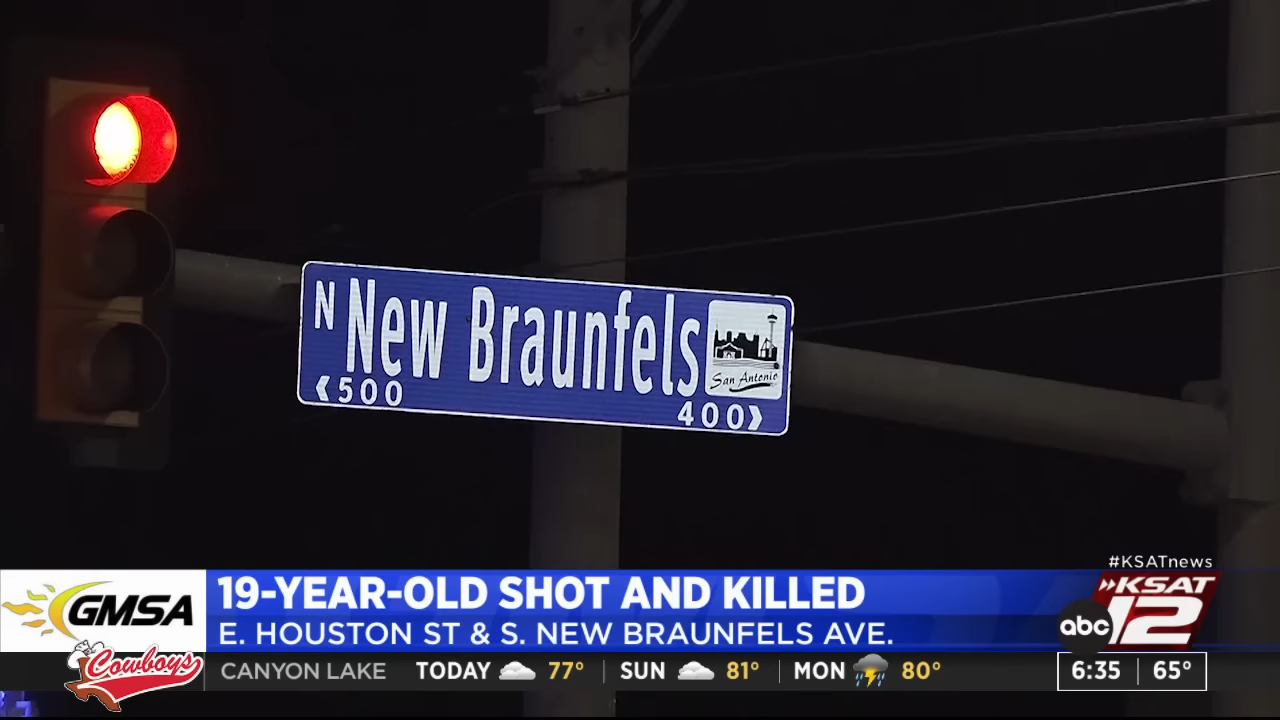 N New Braunfels
San Antonio
<500 400>
#KSATnews
GMSA
19-YEAR-OLD SHOT AND KILLED
E. HOUSTON ST & S. NEW BRAUNFELS AVE.
KSAT
abc 12
Cowboys
CANYON LAKE TODAY 77° SUN 81° MON 80°
6:35 65°